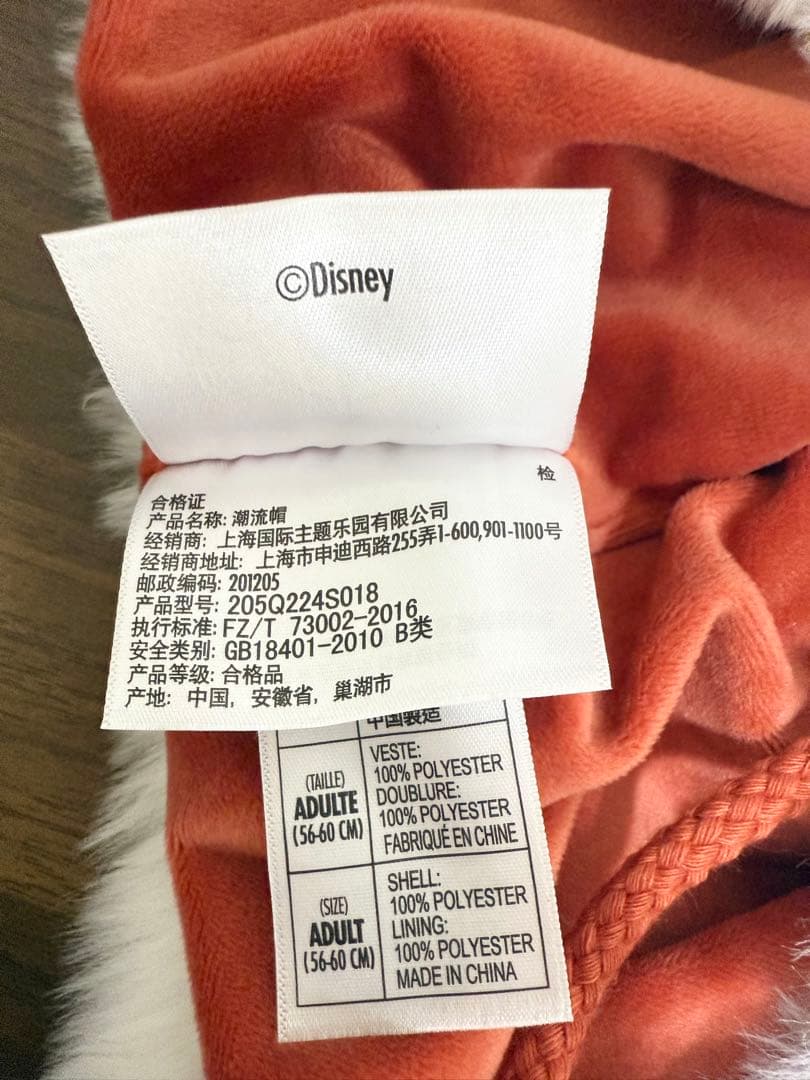 ©Disney
检
合格证
产品名称: 潮流帽
经销商: 上海国际主题乐园有限公司
经销商地址: 上海市申迪西路255弄1-600,901-1100号
邮政编码: 201205
产品型号: 205Q224S018
执行标准: FZ/T 73002-2016
安全类别: GB18401-2010 B类
产品等级: 合格品
产地: 中国, 安徽省, 巢湖市
中国製造
(TAILLE)
ADULTE
(56-60 CM)
VESTE:
100% POLYESTER
DOUBLURE:
100% POLYESTER
FABRIQUÉ EN CHINE
(SIZE)
ADULT
(56-60 CM)
SHELL:
100% POLYESTER
LINING:
100% POLYESTER
MADE IN CHINA